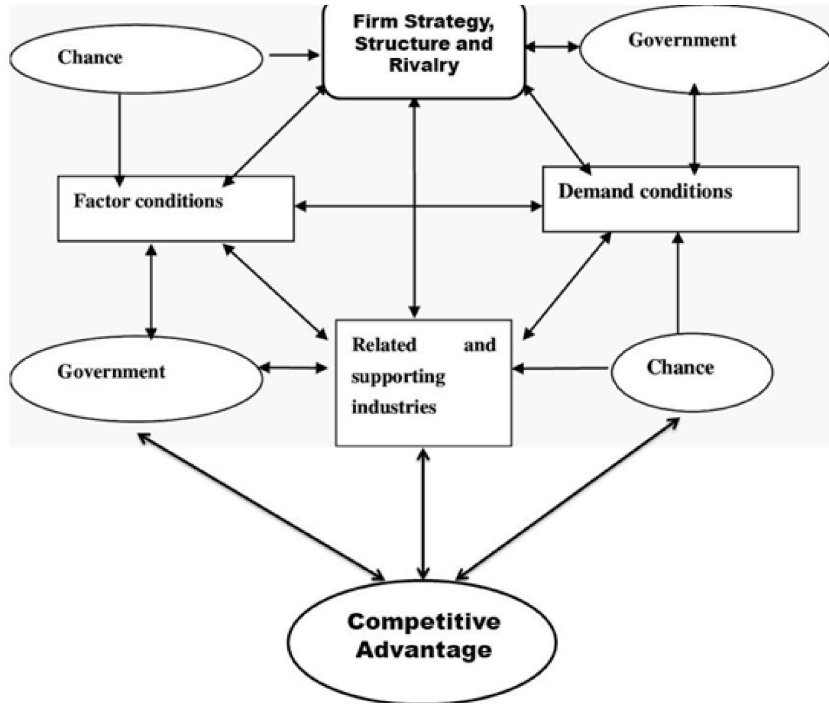 Firm Strategy,
Structure and
Rivalry
Chance
Government
Factor conditions
Demand conditions
Related and
supporting
industries
Government
Chance
Competitive
Advantage